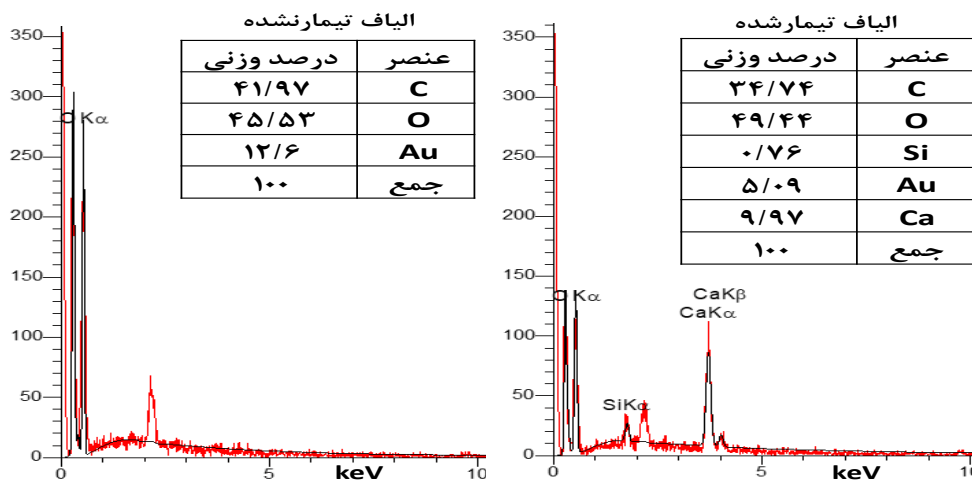 الیاف تیمارنشده
عنصر درصد وزنی
C ۴۱/۹۷
O ۴۵/۵۳
Au ۱۲/۶
جمع ۱۰۰
350
300
O Kα
250
200
150
100
50
0
0 5 10
keV
الیاف تیمارشده
عنصر درصد وزنی
C ۳۴/۷۴
O ۴۹/۴۴
Si ۰/۷۶
Au ۵/۰۹
Ca ۹/۹۷
جمع ۱۰۰
350
300
250
200
150
O Kα
CaKβ
CaKα
100
50
SiKα
0
0 5 10
keV